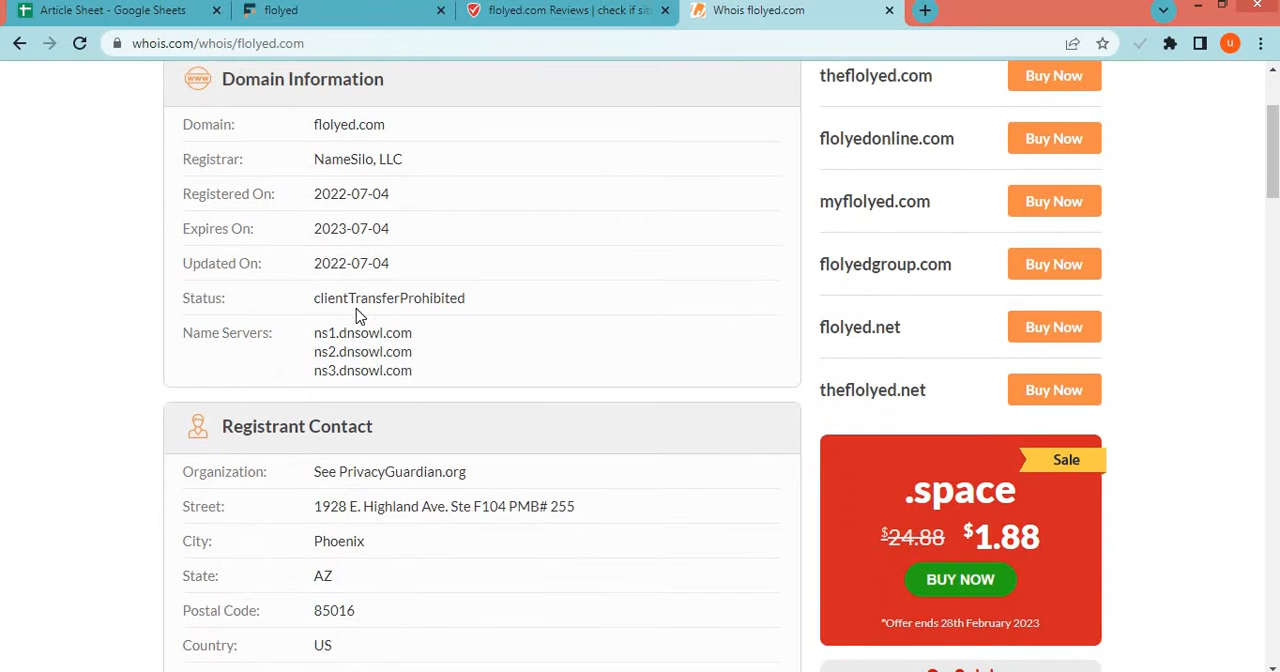 Article Sheet - Google Sheets
flolyed
flolyed.com Reviews | check if sit
Whois flolyed.com
whois.com/whois/flolyed.com
u
www
Domain Information
Domain: flolyed.com
Registrar: NameSilo, LLC
Registered On: 2022-07-04
Expires On: 2023-07-04
Updated On: 2022-07-04
Status: clientTransferProhibited
Name Servers: ns1.dnsowl.com
ns2.dnsowl.com
ns3.dnsowl.com
Registrant Contact
Organization: See PrivacyGuardian.org
Street: 1928 E. Highland Ave. Ste F104 PMB# 255
City: Phoenix
State: AZ
Postal Code: 85016
Country: US
theflolyed.com Buy Now
flolyedonline.com Buy Now
myflolyed.com Buy Now
flolyedgroup.com Buy Now
flolyed.net Buy Now
theflolyed.net Buy Now
Sale
.space
$24.88 $1.88
BUY NOW
*Offer ends 28th February 2023